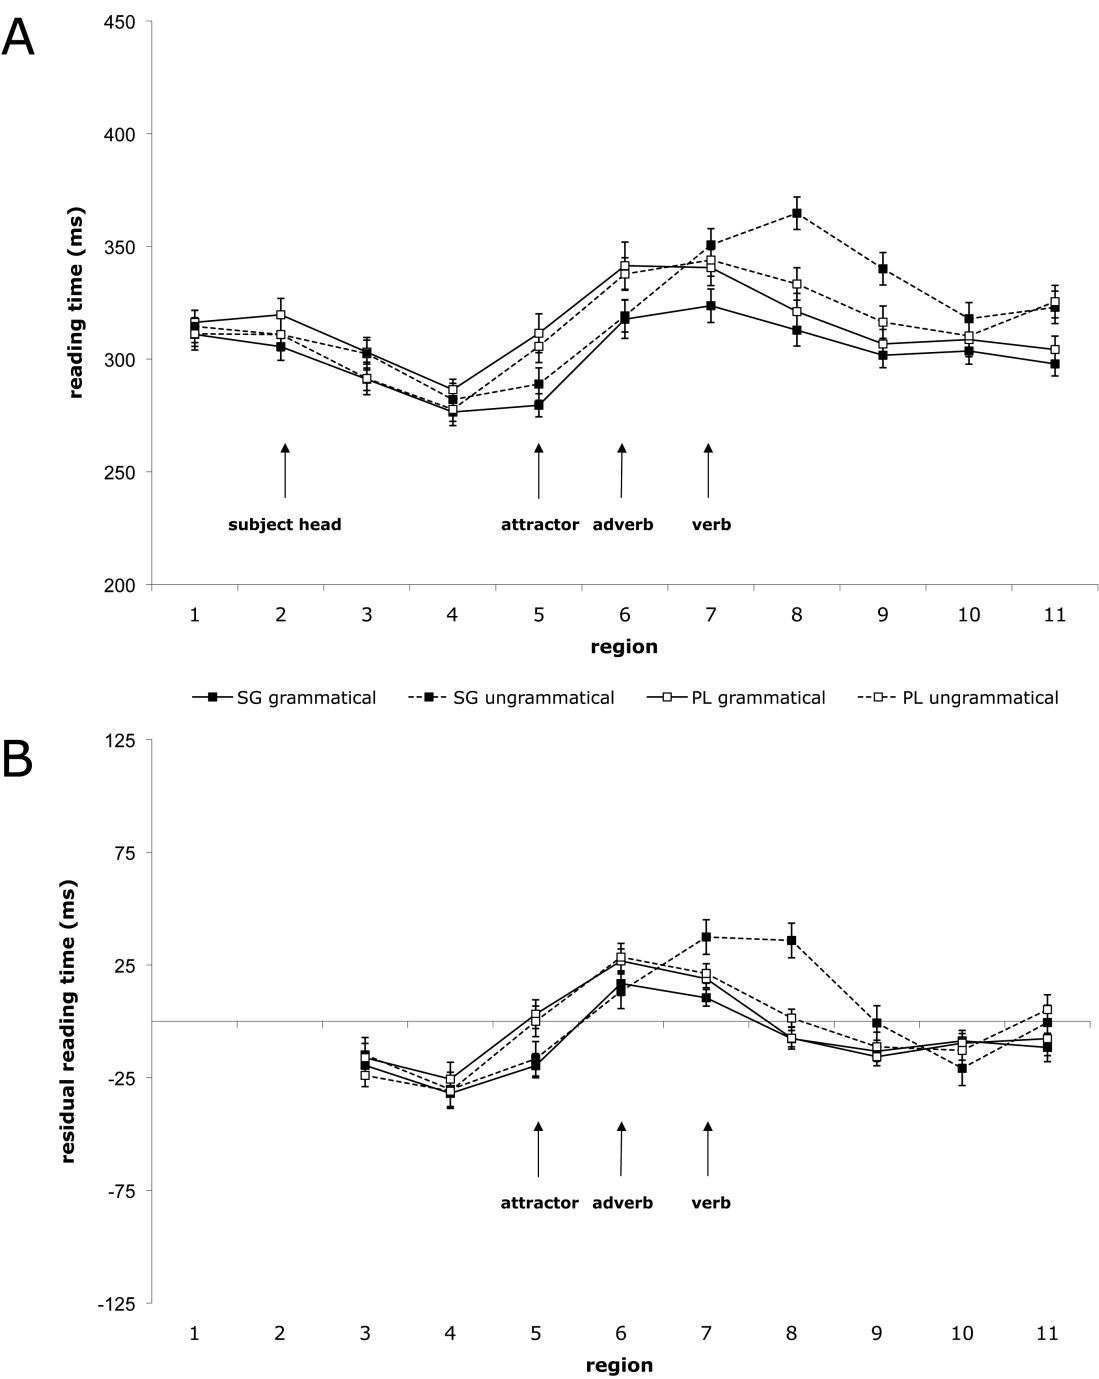 A
450
400
350
300
250
200
reading time (ms)
subject head
attractor
adverb
verb
1 2 3 4 5 6 7 8 9 10 11
region
SG grammatical SG ungrammatical PL grammatical PL ungrammatical
B
125
75
25
-25
-75
-125
residual reading time (ms)
attractor
adverb
verb
1 2 3 4 5 6 7 8 9 10 11
region